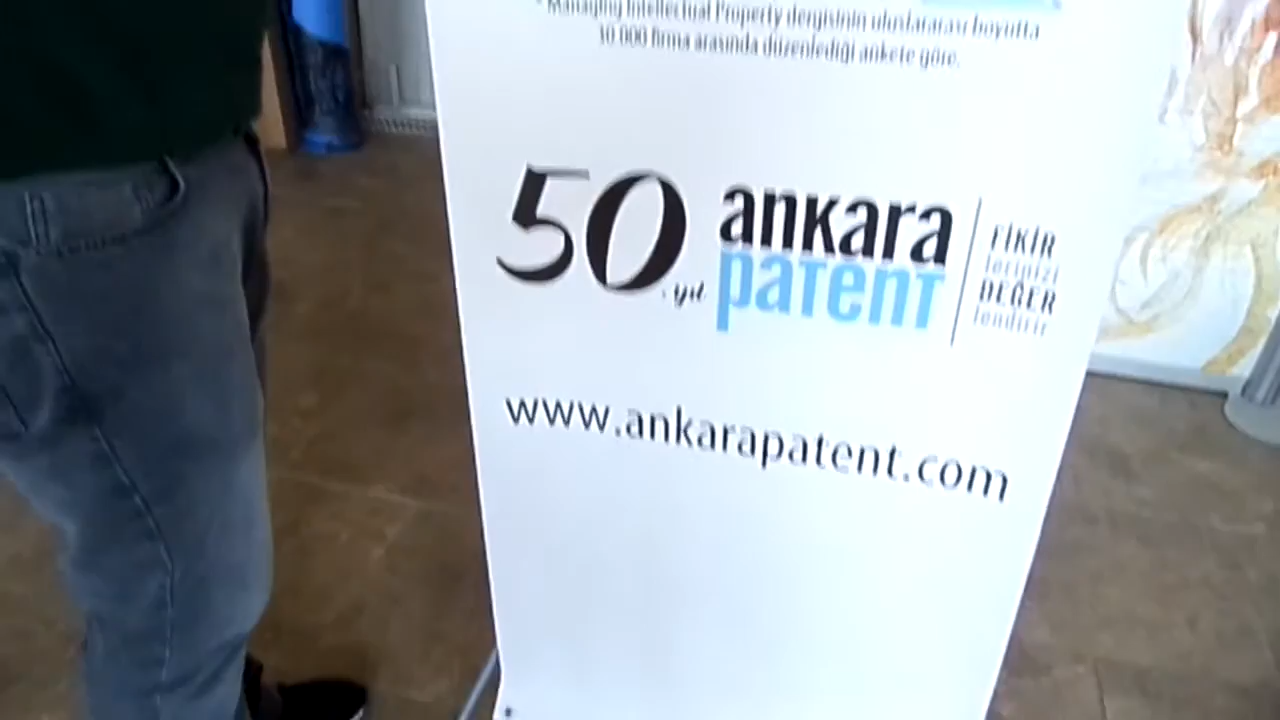 * Managing Intellectual Property dergisinin uluslararası boyutta
10 000 firma arasında düzenlediği ankete göre.
50. yıl
ankara
patent
FİKİR
lerinizi
DEĞER
lendirir
www.ankarapatent.com